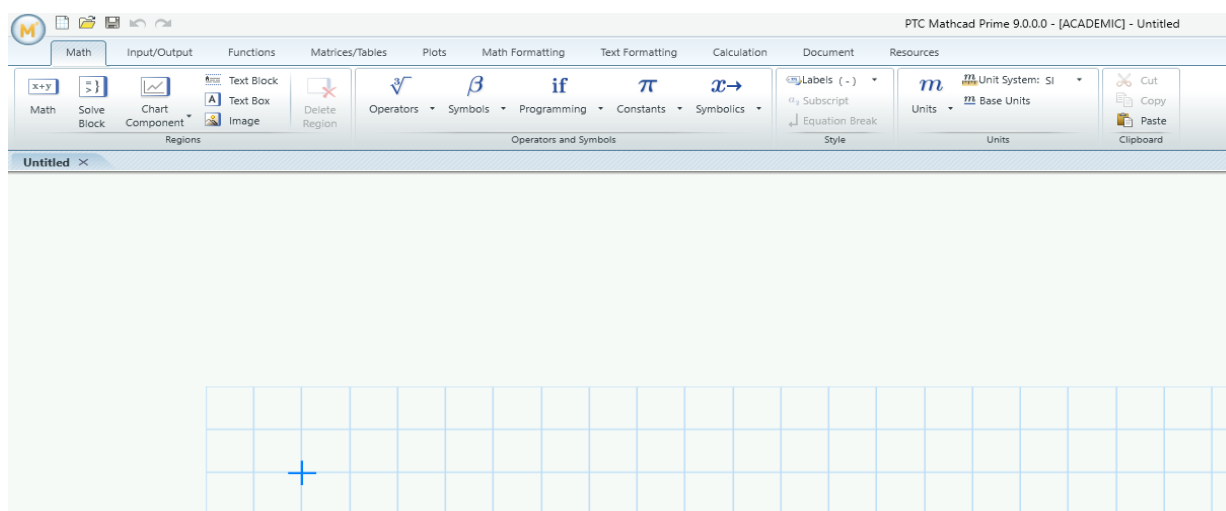 PTC Mathcad Prime 9.0.0.0 - [ACADEMIC] - Untitled
Math Input/Output Functions Matrices/Tables Plots Math Formatting Text Formatting Calculation Document Resources
Math
Solve Block
Chart Component
Text Block
Text Box
Image
Delete Region
Regions
Operators
Symbols
if
Programming
π
Constants
Symbolics
Operators and Symbols
Labels (-)
Subscript
Equation Break
Style
m
Units
Unit System: SI
Base Units
Units
Cut
Copy
Paste
Clipboard
Untitled ×